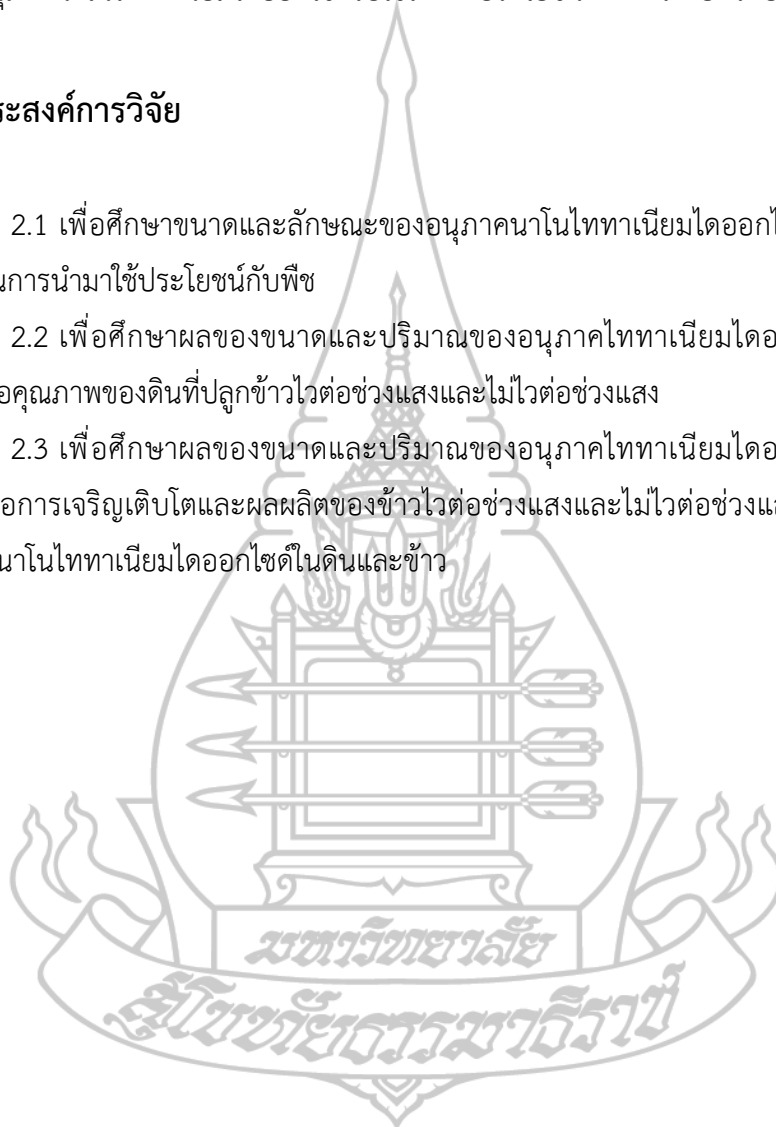 ระสงค์การวิจัย
2.1 เพื่อศึกษาขนาดและลักษณะของอนุภาคนาโนไททาเนียมไดออกไ
นการนำมาใช้ประโยชน์กับพืช
2.2 เพื่อศึกษาผลของขนาดและปริมาณของอนุภาคไททาเนียมไดอ
อคุณภาพของดินที่ปลูกข้าวไวต่อช่วงแสงและไม่ไวต่อช่วงแสง
2.3 เพื่อศึกษาผลของขนาดและปริมาณของอนุภาคไททาเนียมไดอ
อการเจริญเติบโตและผลผลิตของข้าวไวต่อช่วงแสงและไม่ไวต่อช่วงแ
นาโนไททาเนียมไดออกไซด์ในดินและข้าว
มหาวิทยาลัย
สุโขทัยธรรมาธิราช